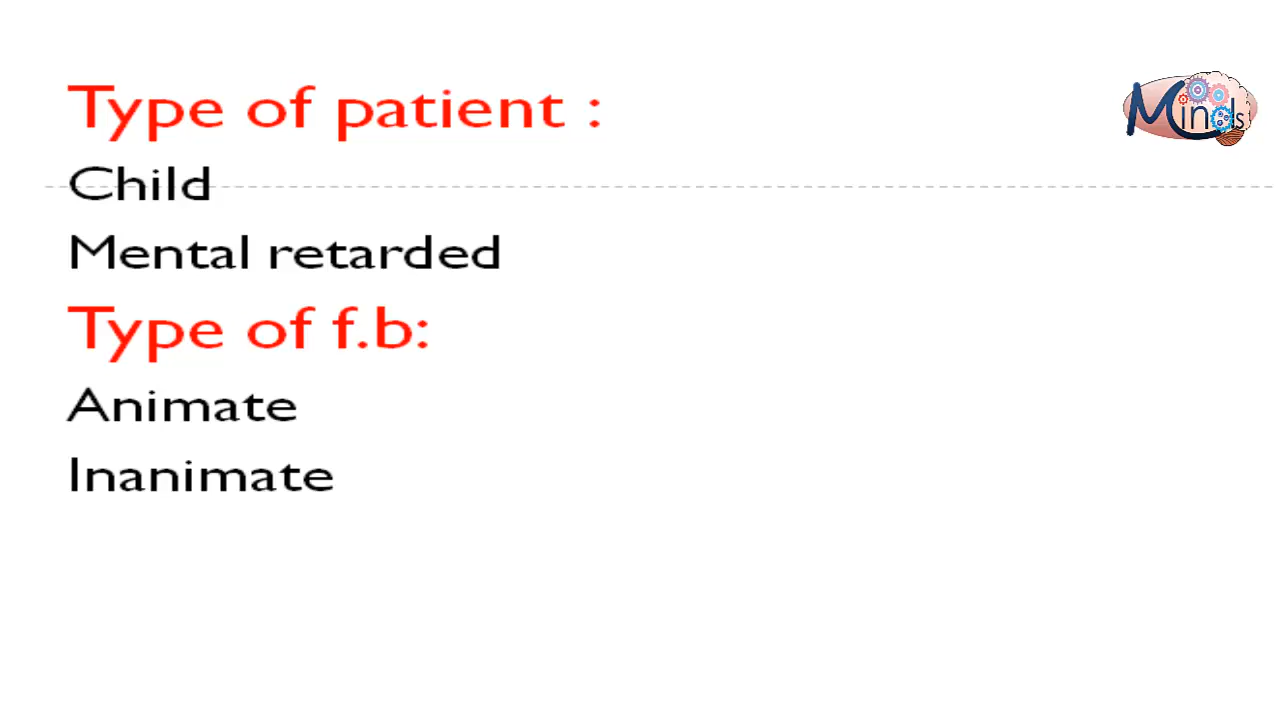 Type of patient :
Minds
Child
Mental retarded
Type of f.b:
Animate
Inanimate